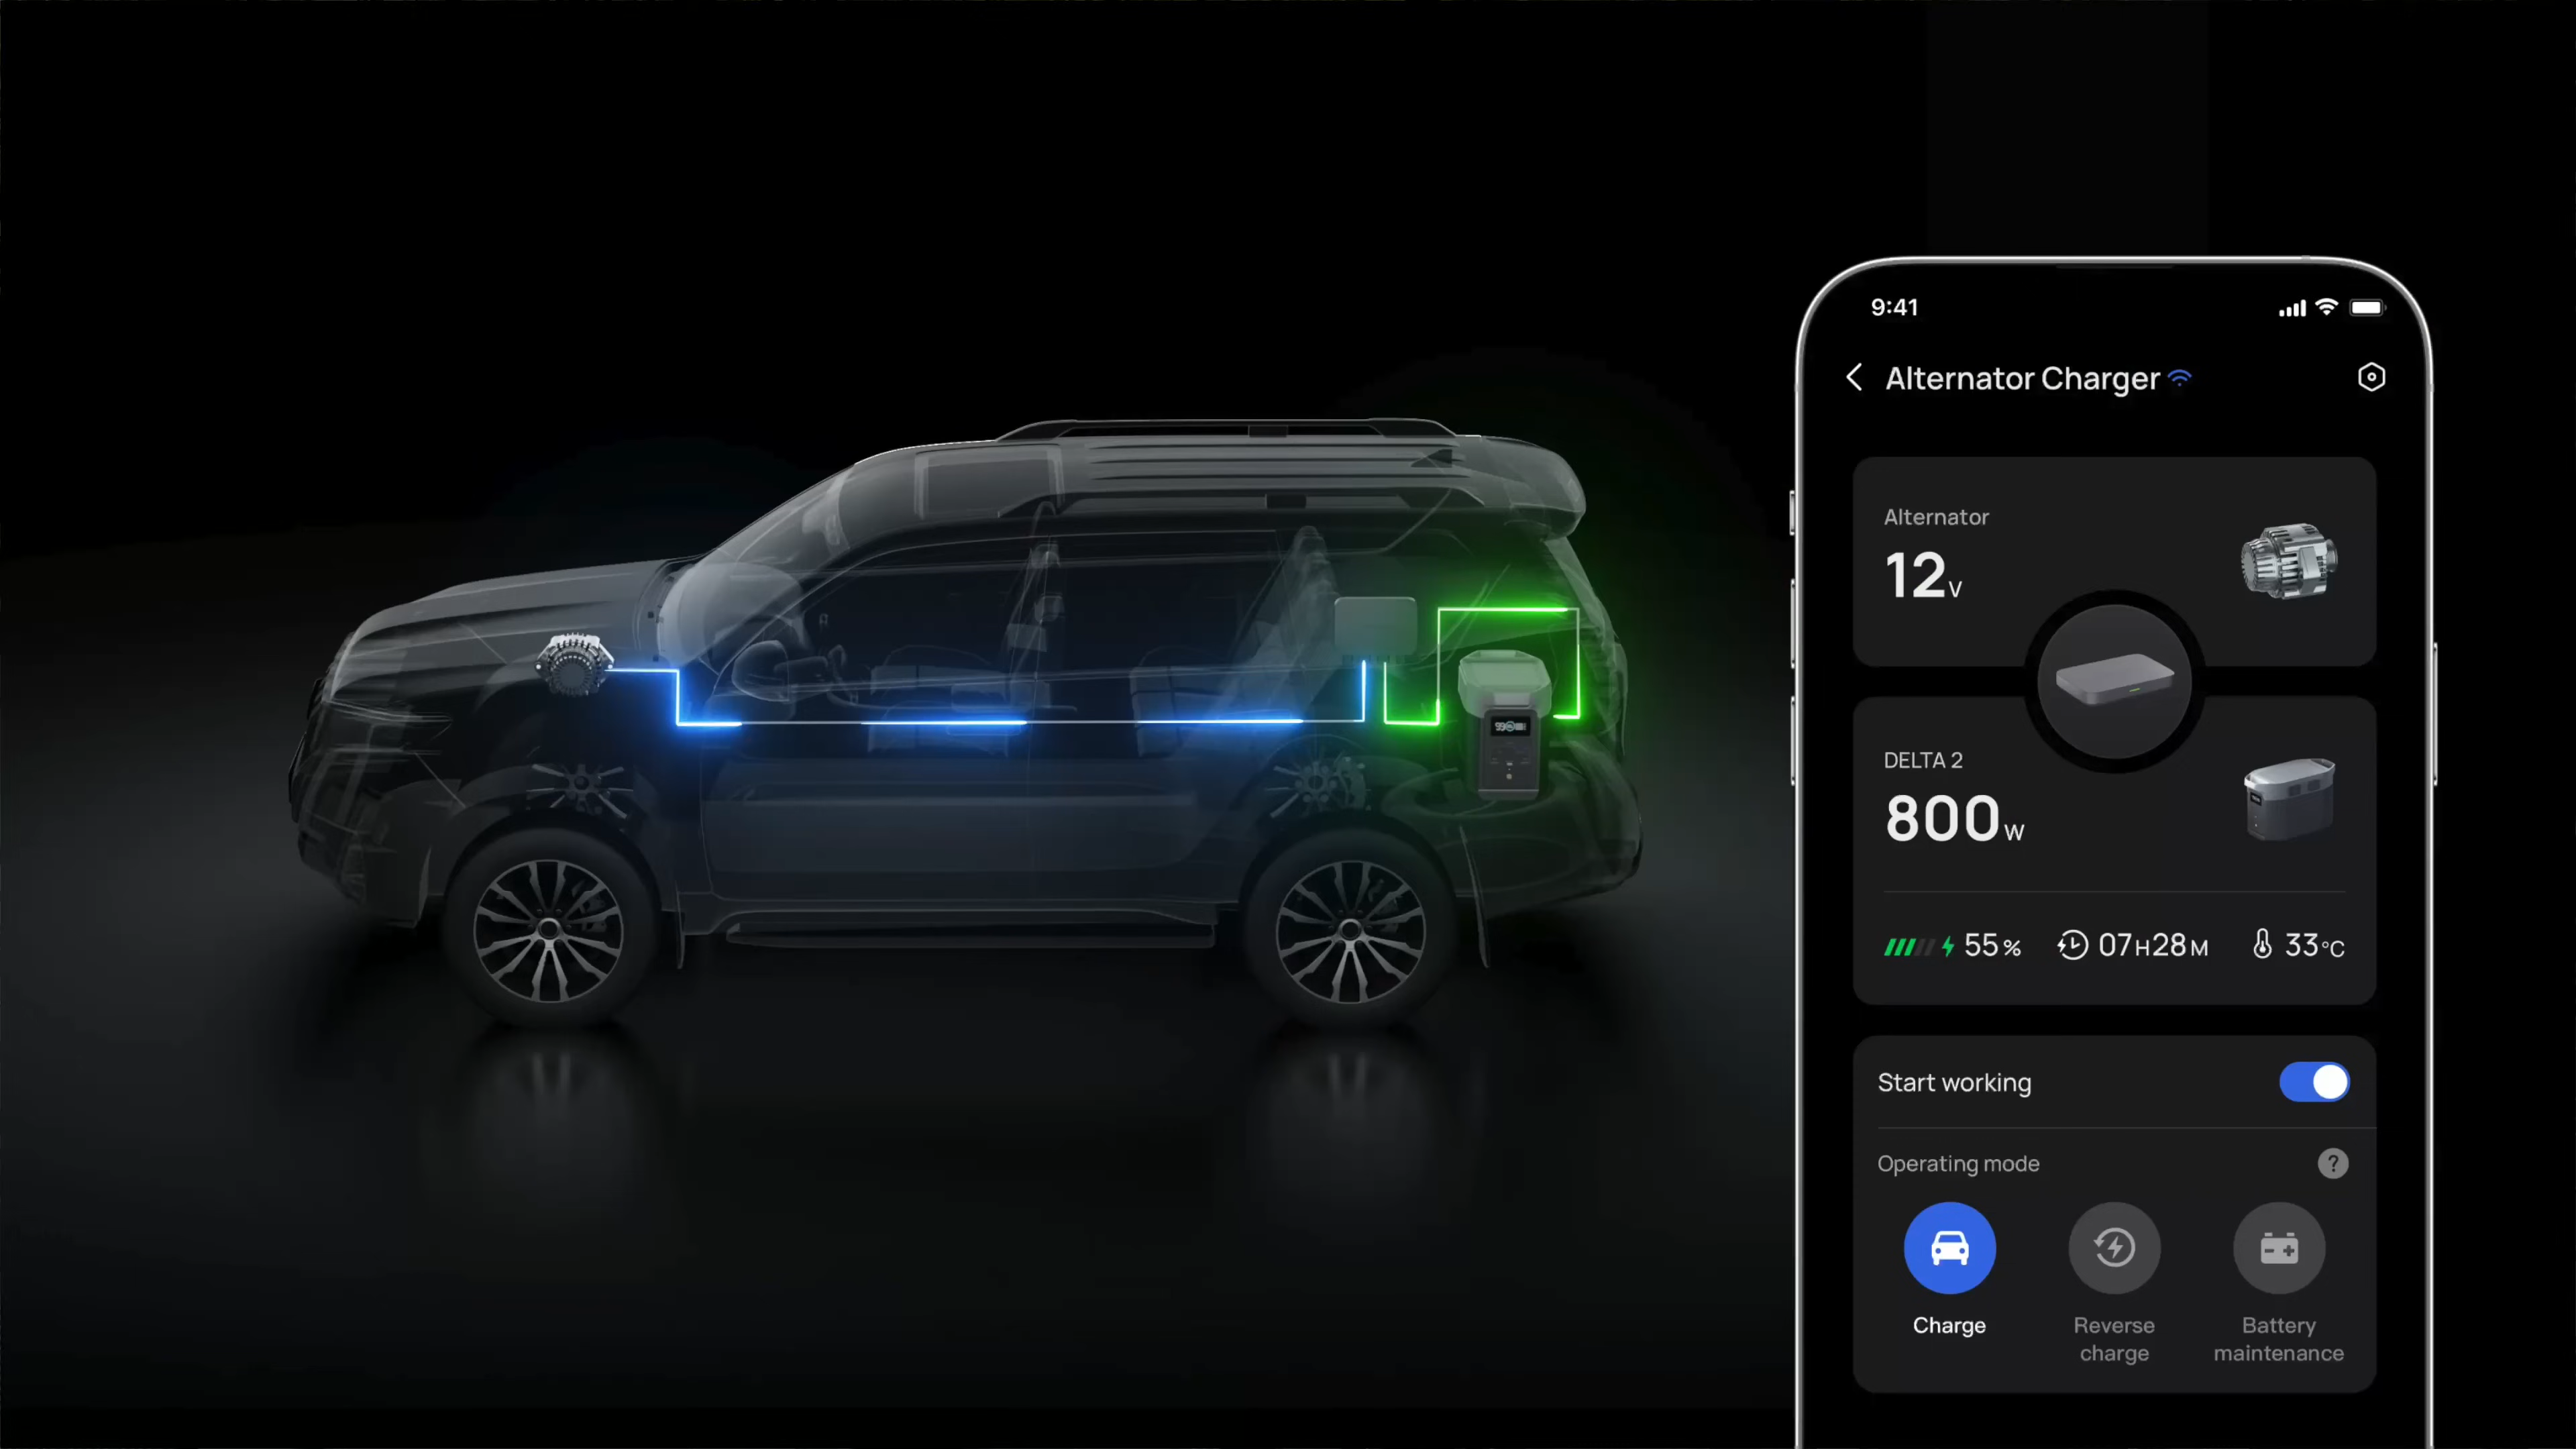 9:41
Alternator Charger
Alternator
12V
DELTA 2
800W
55% 07H28M 33°C
Start working
Operating mode ?
Charge
Reverse
charge
Battery
maintenance